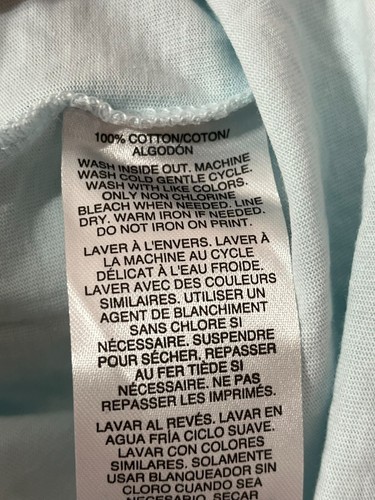 100% COTTON/COTON/
ALGODÓN
WASH INSIDE OUT. MACHINE
WASH COLD GENTLE CYCLE.
WASH WITH LIKE COLORS.
ONLY NON CHLORINE
BLEACH WHEN NEEDED. LINE
DRY. WARM IRON IF NEEDED.
DO NOT IRON ON PRINT.
LAVER À L'ENVERS. LAVER À
LA MACHINE AU CYCLE
DÉLICAT À L'EAU FROIDE.
LAVER AVEC DES COULEURS
SIMILAIRES. UTILISER UN
AGENT DE BLANCHIMENT
SANS CHLORE SI
NÉCESSAIRE. SUSPENDRE
POUR SÉCHER, REPASSER
AU FER TIÈDE SI
NÉCESSAIRE. NE PAS
REPASSER LES IMPRIMÉS.
LAVAR AL REVÉS. LAVAR EN
AGUA FRÍA CICLO SUAVE.
LAVAR CON COLORES
SIMILARES. SOLAMENTE
USAR BLANQUEADOR SIN
CLORO CUANDO SEA
NECESARIO. SECAR